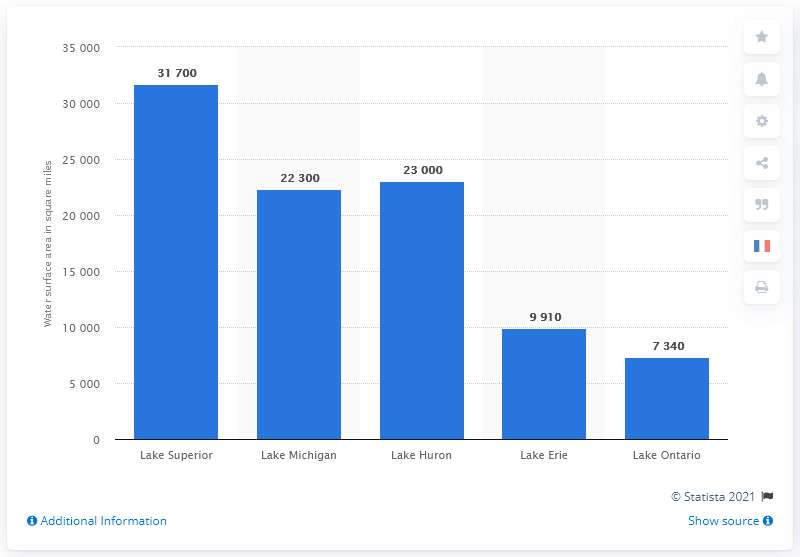 Water surface area in square miles
35 000
30 000
25 000
20 000
15 000
10 000
5 000
0
31 700
22 300
23 000
9 910
7 340
Lake Superior
Lake Michigan
Lake Huron
Lake Erie
Lake Ontario
© Statista 2021
Additional Information
Show source